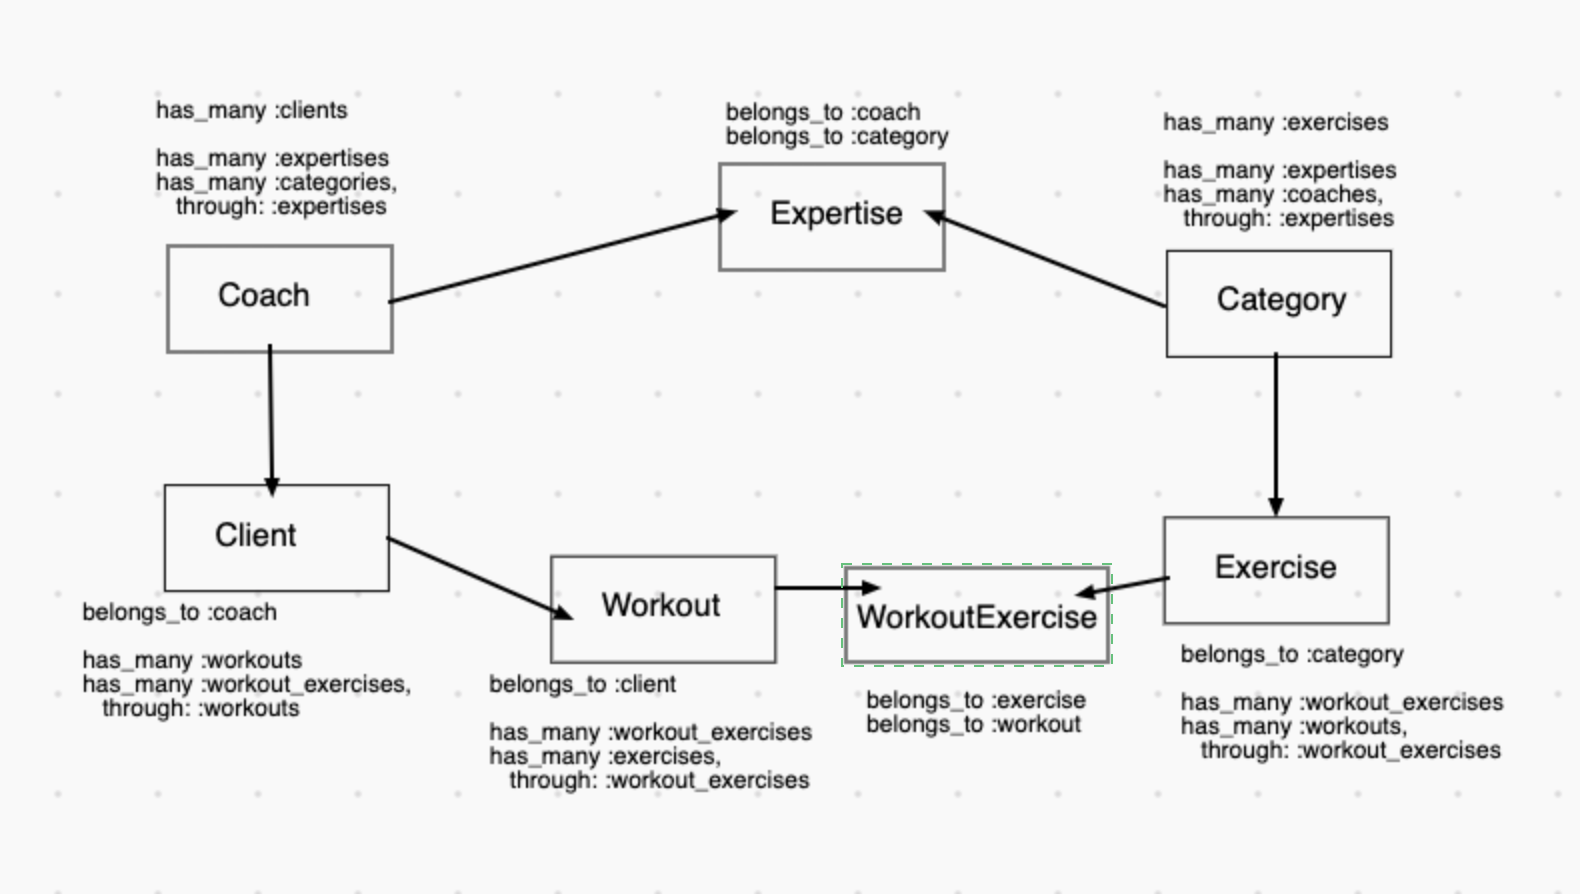 has_many :clients
has_many :expertises
has_many :categories,
through: :expertises
Coach
belongs_to :coach
belongs_to :category
Expertise
has_many :exercises
has_many :expertises
has_many :coaches,
through: :expertises
Category
Client
belongs_to :coach
has_many :workouts
has_many :workout_exercises,
through: :workouts
Workout
belongs_to :client
has_many :workout_exercises
has_many :exercises,
through: :workout_exercises
WorkoutExercise
belongs_to :exercise
belongs_to :workout
Exercise
belongs_to :category
has_many :workout_exercises
has_many :workouts,
through: :workout_exercises